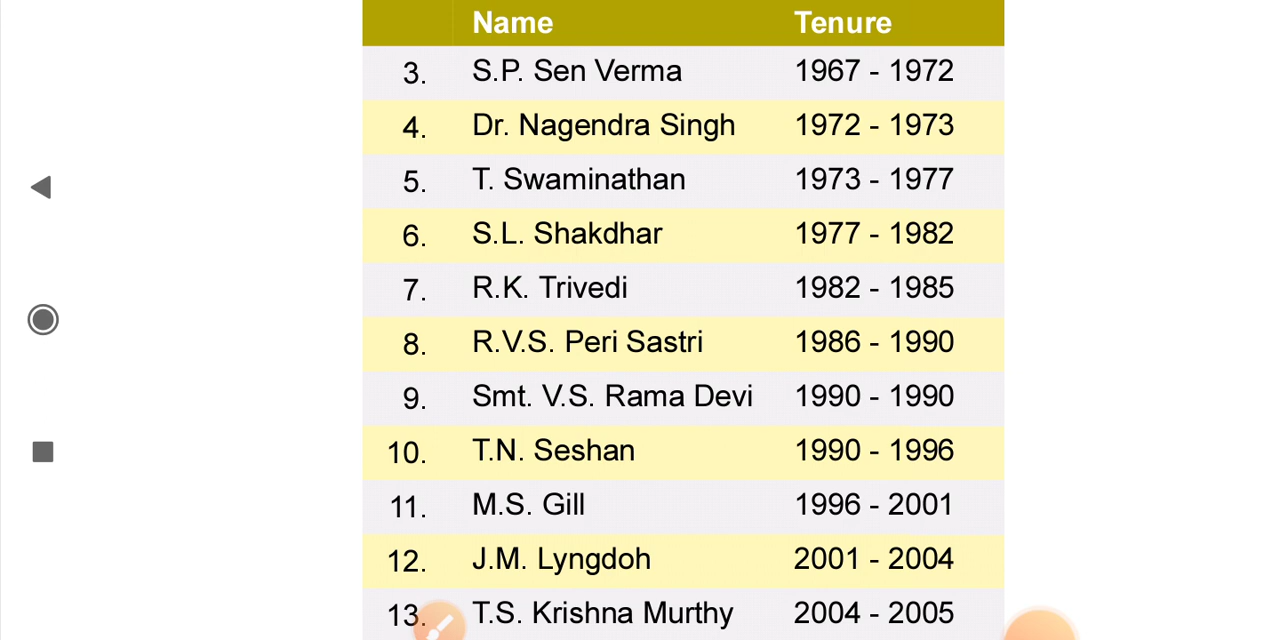 Name Tenure
3. S.P. Sen Verma 1967 - 1972
4. Dr. Nagendra Singh 1972 - 1973
5. T. Swaminathan 1973 - 1977
6. S.L. Shakdhar 1977 - 1982
7. R.K. Trivedi 1982 - 1985
8. R.V.S. Peri Sastri 1986 - 1990
9. Smt. V.S. Rama Devi 1990 - 1990
10. T.N. Seshan 1990 - 1996
11. M.S. Gill 1996 - 2001
12. J.M. Lyngdoh 2001 - 2004
13. T.S. Krishna Murthy 2004 - 2005